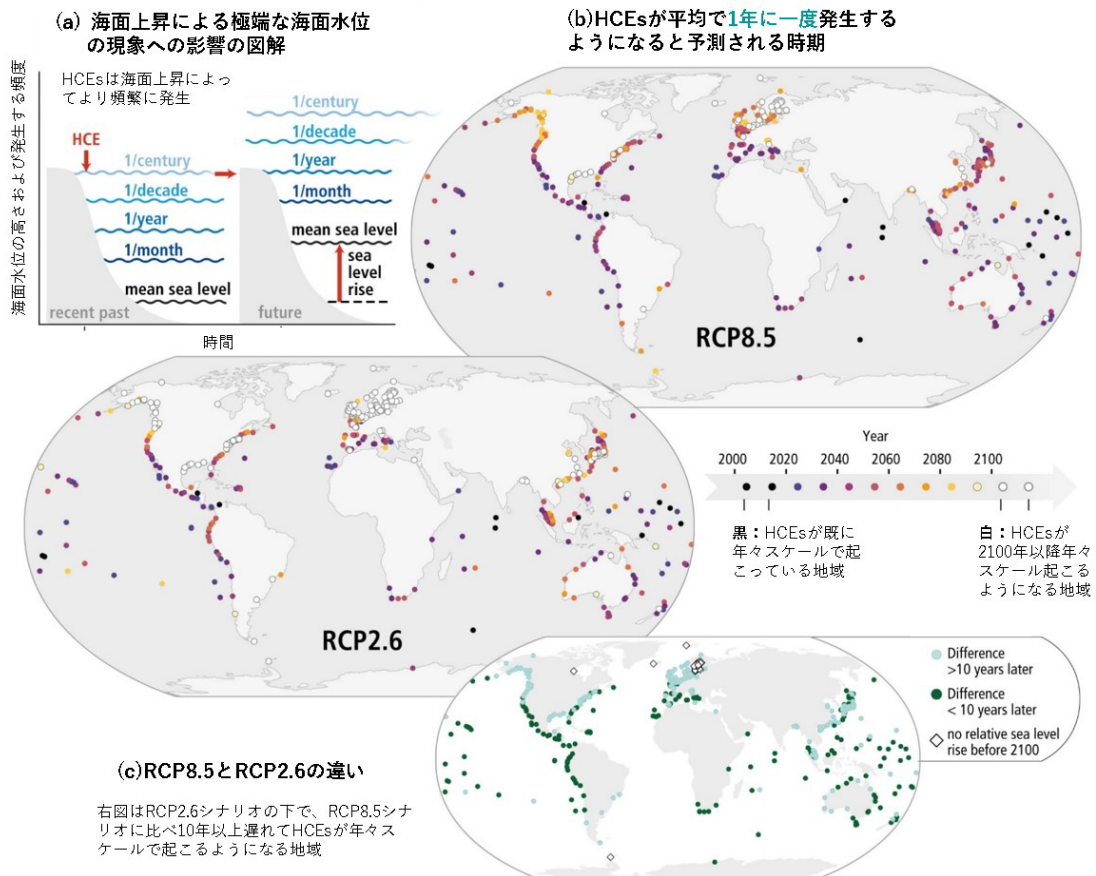 (a) 海面上昇による極端な海面水位
の現象への影響の図解
海面水位の高さおよび発生する頻度
HCEsは海面上昇によっ
てより頻繁に発生
HCE
1/century
1/decade
1/year
1/month
mean sea level
recent past
1/century
1/decade
1/year
1/month
mean sea level
sea
level
rise
future
時間
(b)HCEsが平均で1年に一度発生する
ようになると予測される時期
RCP8.5
RCP2.6
Year
2000 2020 2040 2060 2080 2100
黒：HCEsが既に
年々スケールで起
こっている地域
白：HCEsが
2100年以降年々
スケール起こる
ようになる地域
(c)RCP8.5とRCP2.6の違い
右図はRCP2.6シナリオの下で、RCP8.5シナ
リオに比べ10年以上遅れてHCEsが年々ス
ケールで起こるようになる地域
Difference
>10 years later
Difference
< 10 years later
no relative sea level
rise before 2100